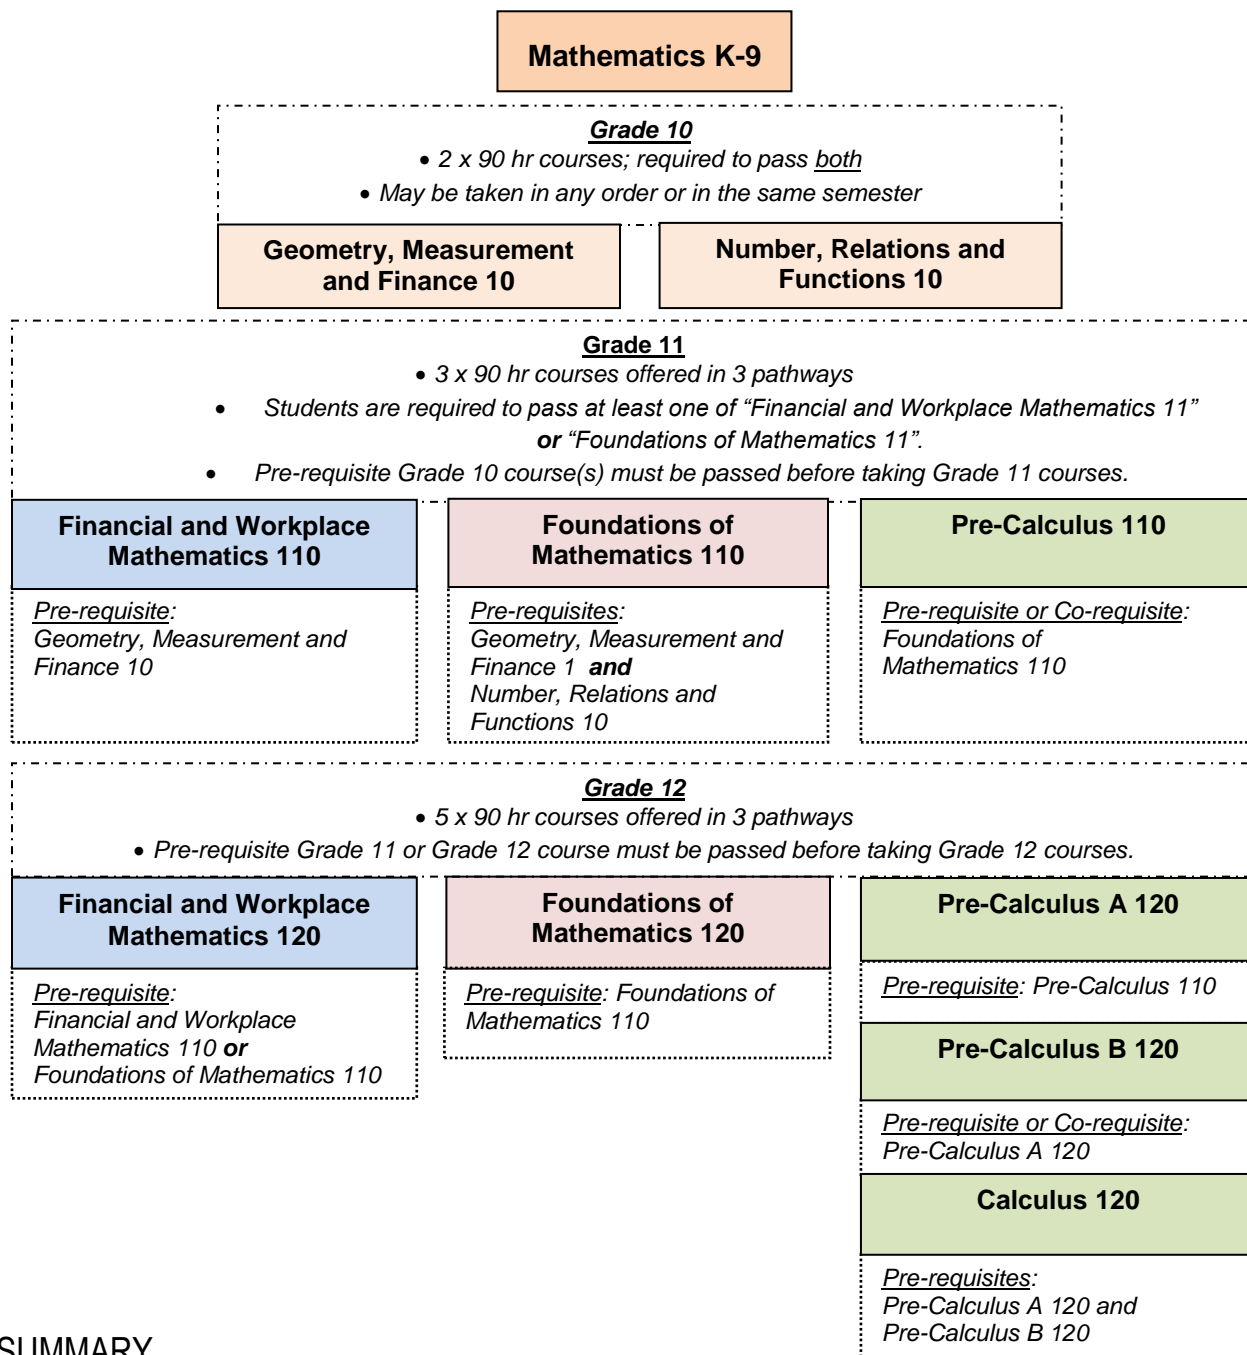 Mathematics K-9
Grade 10
• 2 x 90 hr courses; required to pass both
• May be taken in any order or in the same semester
Geometry, Measurement
and Finance 10
Number, Relations and
Functions 10
Grade 11
• 3 x 90 hr courses offered in 3 pathways
• Students are required to pass at least one of “Financial and Workplace Mathematics 11”
or “Foundations of Mathematics 11”.
• Pre-requisite Grade 10 course(s) must be passed before taking Grade 11 courses.
Financial and Workplace
Mathematics 110
Pre-requisite:
Geometry, Measurement and
Finance 10
Foundations of
Mathematics 110
Pre-requisites:
Geometry, Measurement and
Finance 1 and
Number, Relations and
Functions 10
Pre-Calculus 110
Pre-requisite or Co-requisite:
Foundations of
Mathematics 110
Grade 12
• 5 x 90 hr courses offered in 3 pathways
• Pre-requisite Grade 11 or Grade 12 course must be passed before taking Grade 12 courses.
Financial and Workplace
Mathematics 120
Pre-requisite:
Financial and Workplace
Mathematics 110 or
Foundations of Mathematics 110
Foundations of
Mathematics 120
Pre-requisite: Foundations of
Mathematics 110
Pre-Calculus A 120
Pre-requisite: Pre-Calculus 110
Pre-Calculus B 120
Pre-requisite or Co-requisite:
Pre-Calculus A 120
Calculus 120
Pre-requisites:
Pre-Calculus A 120 and
Pre-Calculus B 120
SUMMARY